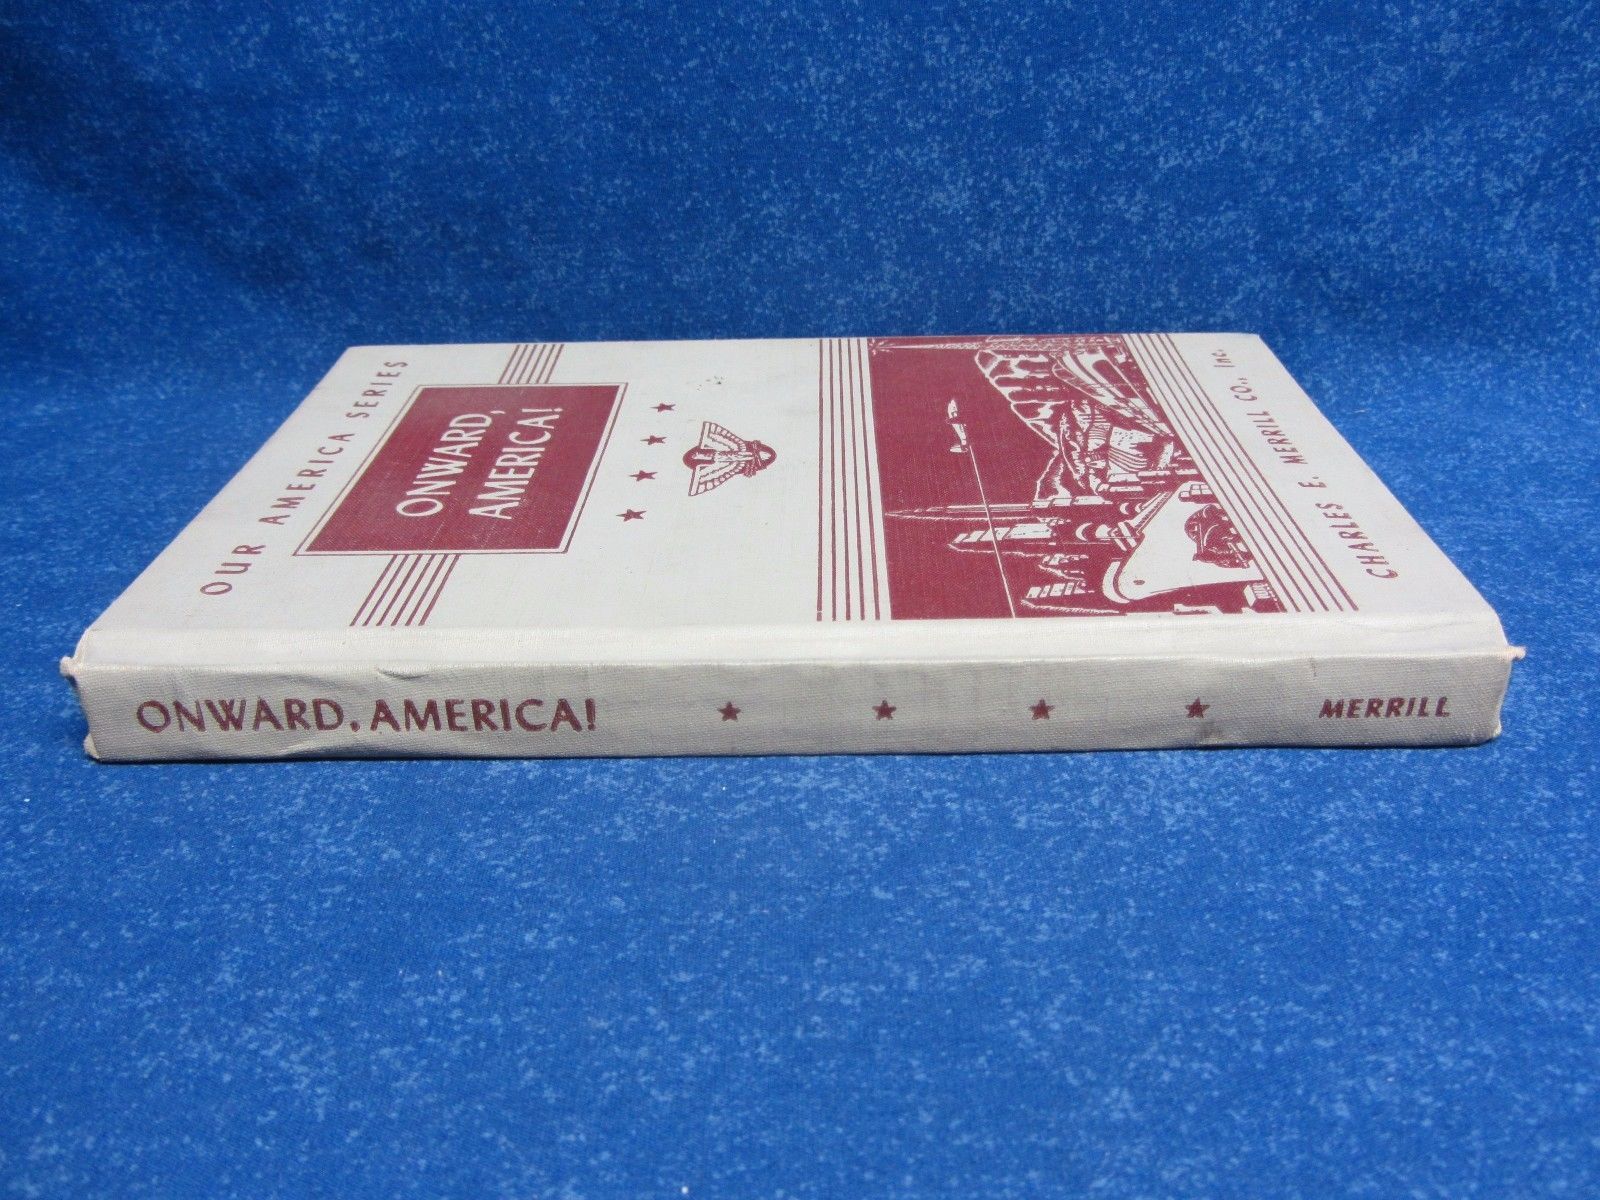 OUR AMERICA SERIES
ONWARD,
AMERICA!
CHARLES E. MERRILL CO., Inc.
ONWARD, AMERICA!
MERRILL